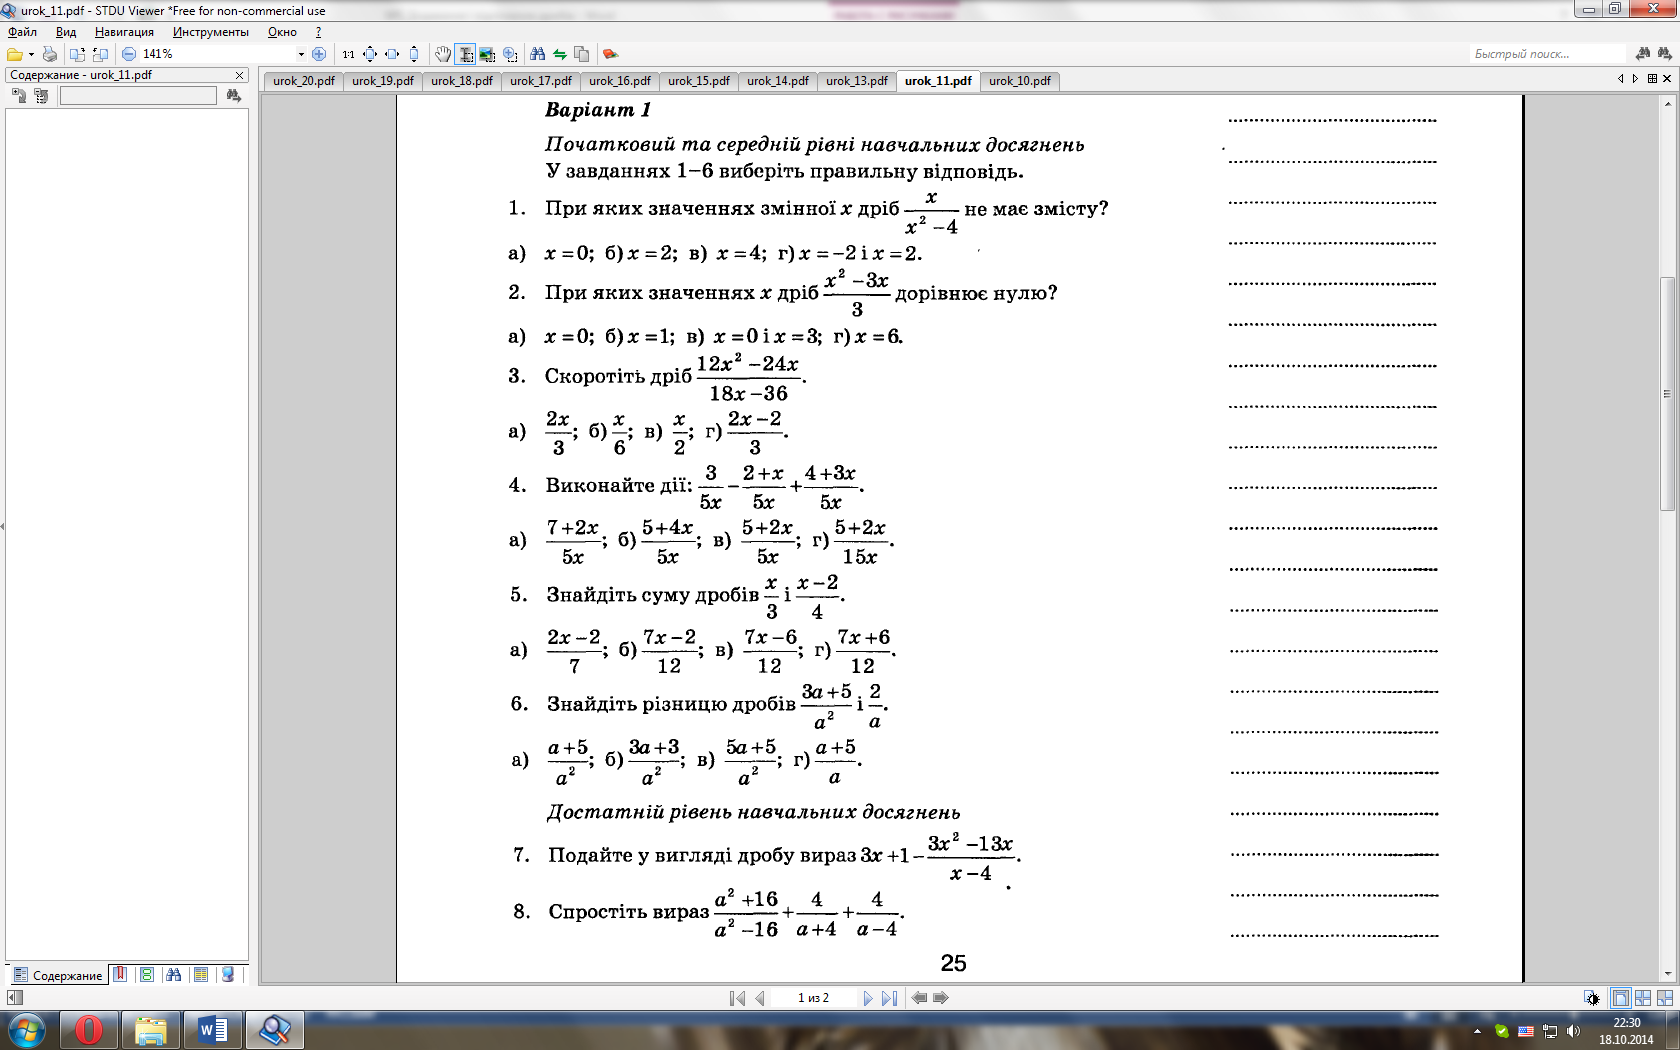 urok_11.pdf - STDU Viewer *Free for non-commercial use
Файл Вид Навигация Инструменты Окно ?
141%
1:1
Быстрый поиск...
Содержание - urok_11.pdf
urok_20.pdf urok_19.pdf urok_18.pdf urok_17.pdf urok_16.pdf urok_15.pdf urok_14.pdf urok_13.pdf urok_11.pdf urok_10.pdf
Варіант 1
Початковий та середній рівні навчальних досягнень
У завданнях 1–6 виберіть правильну відповідь.
1. При яких значеннях змінної x дріб x/(x² – 4) не має змісту?
а) x = 0; б) x = 2; в) x = 4; г) x = –2 і x = 2.
2. При яких значеннях x дріб (x² – 3x)/3 дорівнює нулю?
а) x = 0; б) x = 1; в) x = 0 і x = 3; г) x = 6.
3. Скоротіть дріб (12x² – 24x)/(18x – 36).
а) 2x/3; б) x/6; в) x/2; г) (2x – 2)/3.
4. Виконайте дії: 3/5x – (2 + x)/5x + (4 + 3x)/5x.
а) (7 + 2x)/5x; б) (5 + 4x)/5x; в) (5 + 2x)/5x; г) (5 + 2x)/15x.
5. Знайдіть суму дробів x/3 і (x – 2)/4.
а) (2x – 2)/7; б) (7x – 2)/12; в) (7x – 6)/12; г) (7x + 6)/12.
6. Знайдіть різницю дробів (3a + 5)/a² і 2/a.
а) (a + 5)/a²; б) (3a + 3)/a²; в) (5a + 5)/a²; г) (a + 5)/a.
Достатній рівень навчальних досягнень
7. Подайте у вигляді дробу вираз 3x + 1 – (3x² – 13x)/(x – 4).
8. Спростіть вираз (a² + 16)/(a² – 16) + 4/(a + 4) + 4/(a – 4).
25
Содержание
1 из 2
22:30
18.10.2014